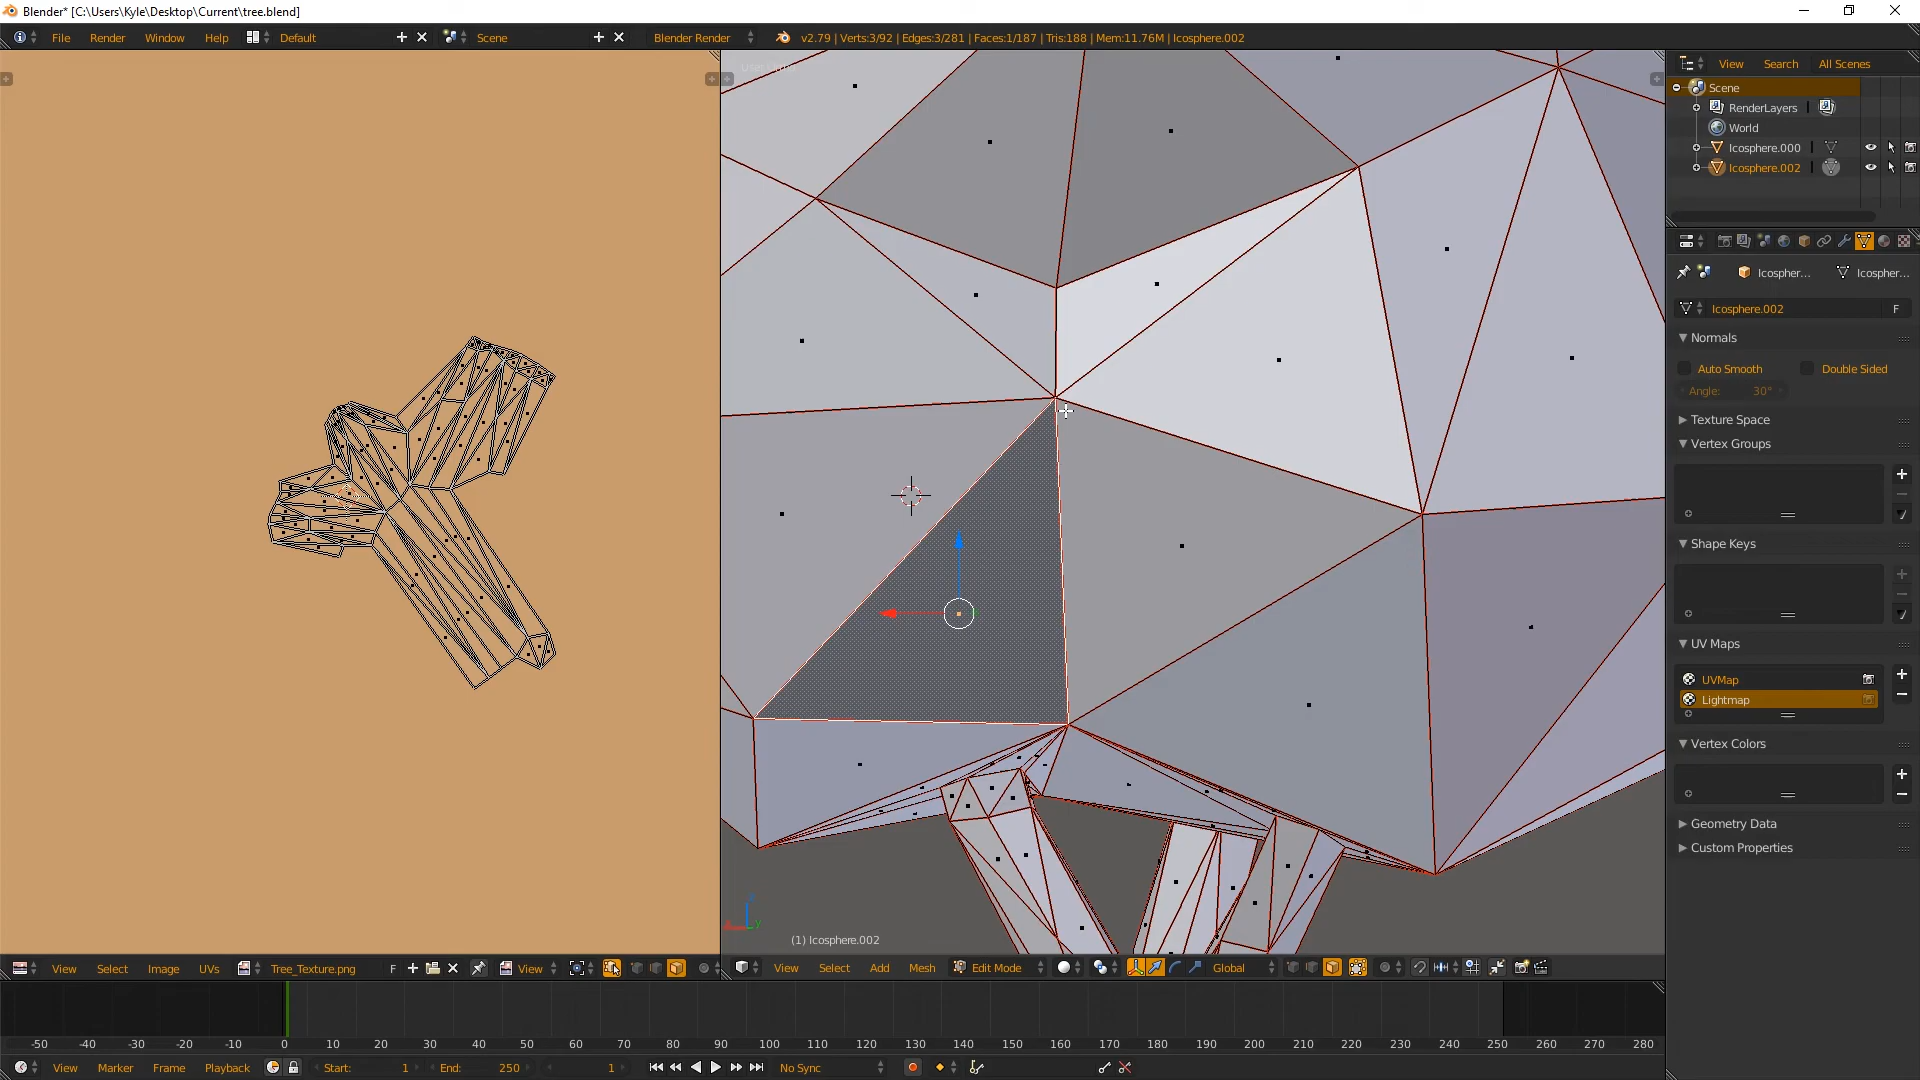 Blender* [C:\Users\Kyle\Desktop\Current\tree.blend]
File Render Window Help Default Scene Blender Render v2.79 | Verts:3/92 | Edges:3/281 | Faces:1/187 | Tris:188 | Mem:11.76M | Icosphere.002
View Search All Scenes
Scene
RenderLayers
World
Icosphere.000
Icosphere.002
Icospher... Icospher...
Icosphere.002 F
Normals
Auto Smooth Double Sided
Angle: 30°
Texture Space
Vertex Groups
Shape Keys
UV Maps
UVMap
Lightmap
Vertex Colors
Geometry Data
Custom Properties
(1) Icosphere.002
View Select Image UVs Tree_Texture.png F View
View Select Add Mesh Edit Mode Global
-50 -40 -30 -20 -10 0 10 20 30 40 50 60 70 80 90 100 110 120 130 140 150 160 170 180 190 200 210 220 230 240 250 260 270 280
View Marker Frame Playback Start: 1 End: 250 1 No Sync